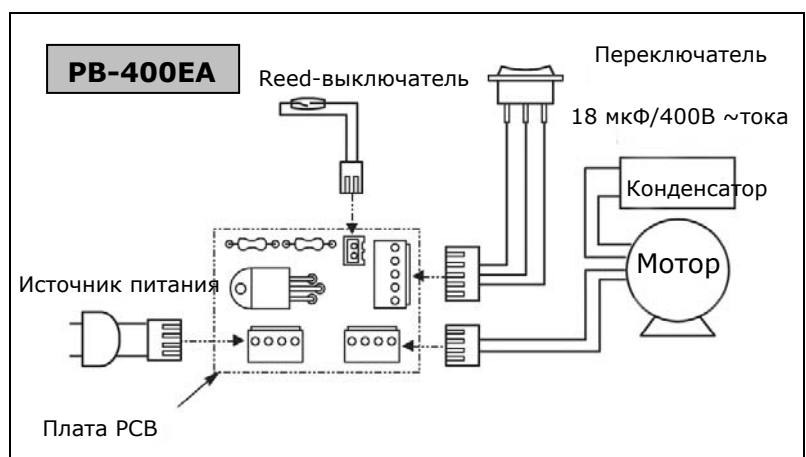 PB-400EA
Reed-выключатель
Переключатель
18 мкФ/400В ~тока
Конденсатор
Мотор
Источник питания
Плата PCB